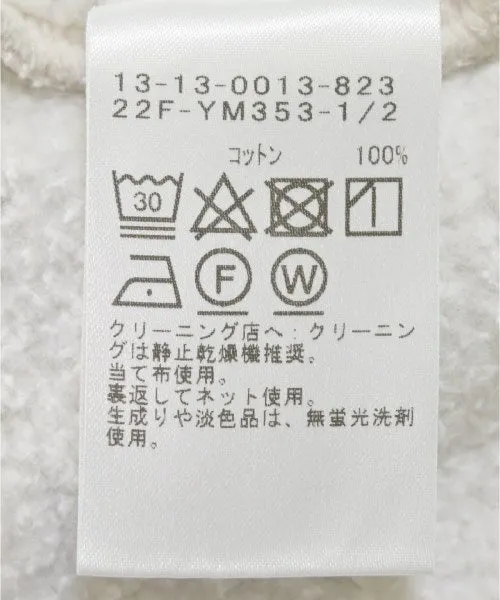 13-13-0013-823
22F-YM353-1/2
コットン 100%
30
F W
クリーニング店へ：クリーニン
グは静止乾燥機推奨。
当て布使用。
裏返してネット使用。
生成りや淡色品は、無蛍光洗剤
使用。